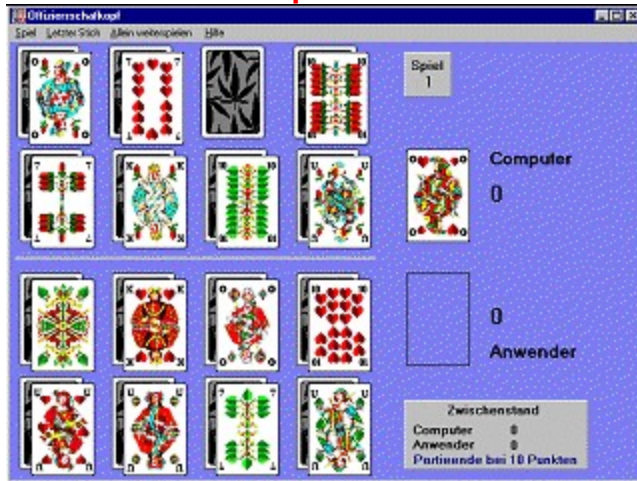 Offiziersschafkopf
Spiel Letzter Stich Allein weiterspielen Hilfe
Spiel
1
Computer
0
0
Anwender
Zwischenstand
Computer 0
Anwender 0
Partieende bei 10 Punkten